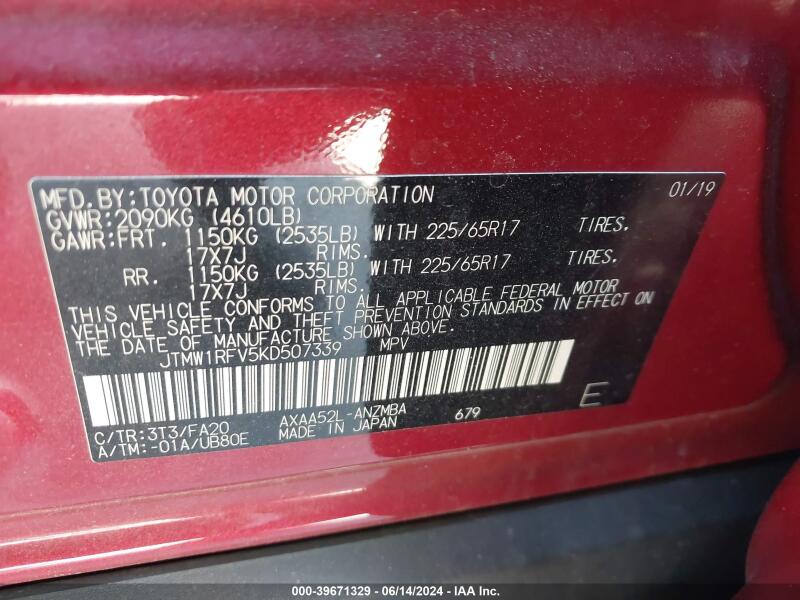 MFD.BY:TOYOTA MOTOR CORPORATION 01/19
GVWR:2090KG (4610LB)
GAWR:FRT. 1150KG (2535LB) WITH 225/65R17 TIRES.
17X7J RIMS.
RR. 1150KG (2535LB) WITH 225/65R17 TIRES.
17X7J RIMS.
THIS VEHICLE CONFORMS TO ALL APPLICABLE FEDERAL MOTOR
VEHICLE SAFETY AND THEFT PREVENTION STANDARDS IN EFFECT ON
THE DATE OF MANUFACTURE SHOWN ABOVE.
JTMW1RFV5KD507339 MPV
C/TR:3T3/FA20 AXAA52L-ANZMBA 679 E
A/TM:-01A/UB80E MADE IN JAPAN
000-39671329 - 06/14/2024 - IAA Inc.